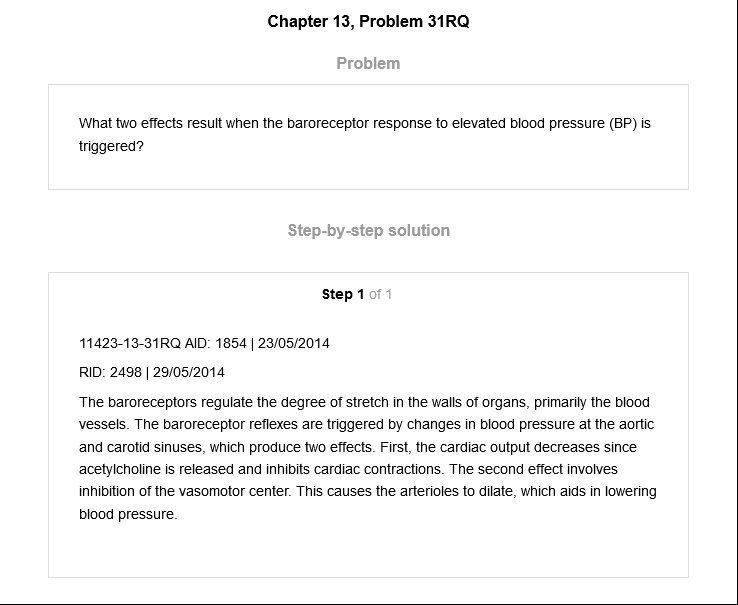 Chapter 13, Problem 31RQ
Problem
What two effects result when the baroreceptor response to elevated blood pressure (BP) is
triggered?
Step-by-step solution
Step 1 of 1
11423-13-31RQ AID: 1854 | 23/05/2014
RID: 2498 | 29/05/2014
The baroreceptors regulate the degree of stretch in the walls of organs, primarily the blood
vessels. The baroreceptor reflexes are triggered by changes in blood pressure at the aortic
and carotid sinuses, which produce two effects. First, the cardiac output decreases since
acetylcholine is released and inhibits cardiac contractions. The second effect involves
inhibition of the vasomotor center. This causes the arterioles to dilate, which aids in lowering
blood pressure.